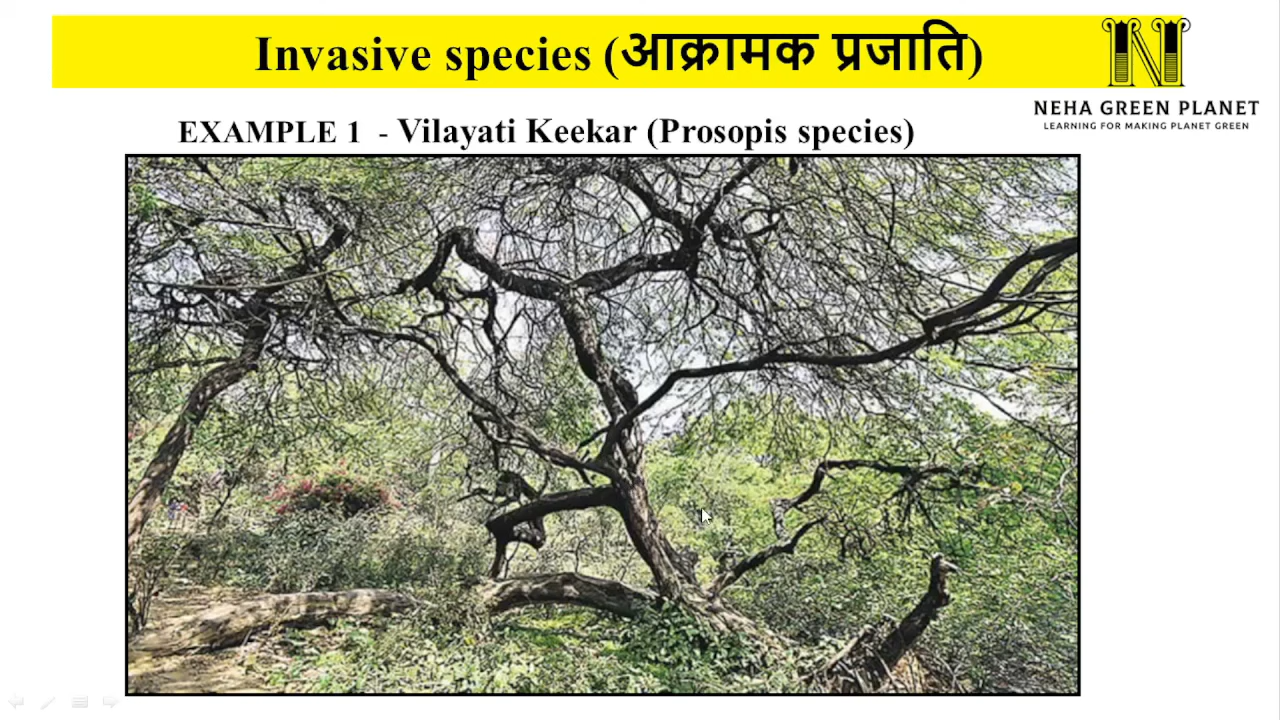 Invasive species (आक्रामक प्रजाति)
NEHA GREEN PLANET
LEARNING FOR MAKING PLANET GREEN
EXAMPLE 1 - Vilayati Keekar (Prosopis species)